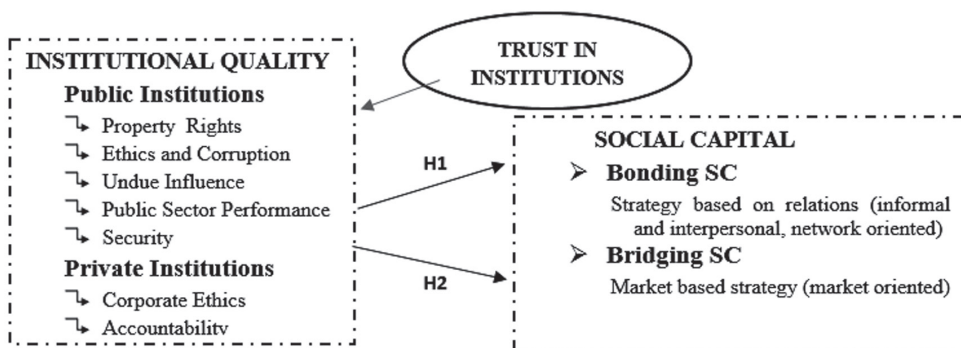 INSTITUTIONAL QUALITY
Public Institutions
Property Rights
Ethics and Corruption
Undue Influence
Public Sector Performance
Security
Private Institutions
Corporate Ethics
Accountability
TRUST IN
INSTITUTIONS
H1
H2
SOCIAL CAPITAL
Bonding SC
Strategy based on relations (informal
and interpersonal, network oriented)
Bridging SC
Market based strategy (market oriented)